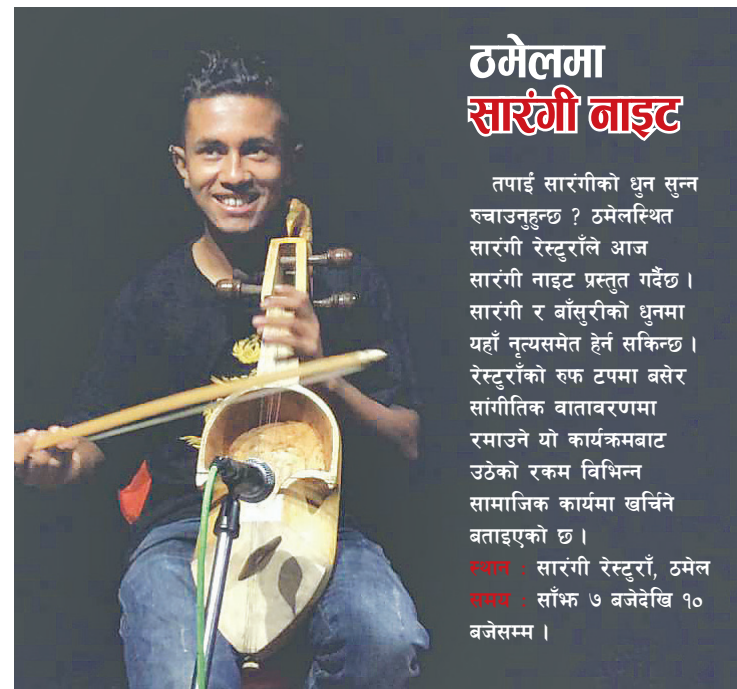 ठमेलमा
सारंगी नाइट
तपाईं सारंगीको धुन सुन्न
रुचाउनुहुन्छ ? ठमेलस्थित
सारंगी रेस्टुराँले आज
सारंगी नाइट प्रस्तुत गर्दैछ ।
सारंगी र बाँसुरीको धुनमा
यहाँ नृत्यसमेत हेर्न सकिन्छ ।
रेस्टुराँको रुफ टपमा बसेर
सांगीतिक वातावरणमा
रमाउने यो कार्यक्रमबाट
उठेको रकम विभिन्न
सामाजिक कार्यमा खर्चिने
बताइएको छ ।
स्थान : सारंगी रेस्टुराँ, ठमेल
समय : साँझ ७ बजेदेखि १०
बजेसम्म ।